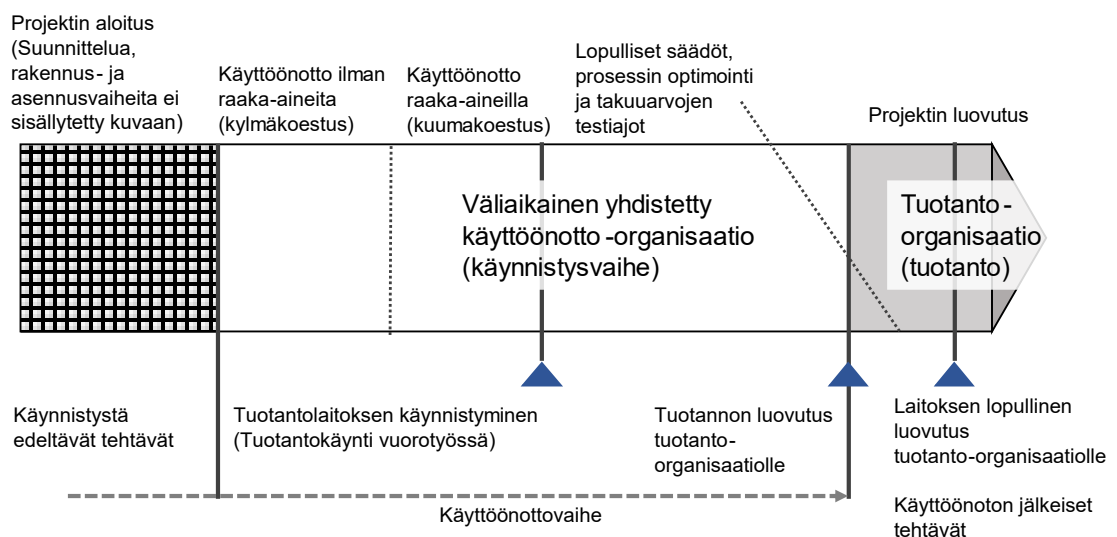 Projektin aloitus
(Suunnittelua,
rakennus- ja
asennusvaiheita ei
sisällytetty kuvaan)
Käyttöönotto ilman
raaka-aineita
(kylmäkoestus)
Käyttöönotto
raaka-aineilla
(kuumakoestus)
Lopulliset säädöt,
prosessin optimointi
ja takuuarvojen
testiajot
Projektin luovutus
Väliaikainen yhdistetty
käyttöönotto-organisaatio
(käynnistysvaihe)
Tuotanto-
organisaatio
(tuotanto)
Käynnistystä
edeltävät tehtävät
Tuotantolaitoksen käynnistyminen
(Tuotantokäynti vuorotyössä)
Tuotannon luovutus
tuotanto-
organisaatiolle
Laitoksen lopullinen
luovutus
tuotanto-organisaatiolle
Käyttöönoton jälkeiset
tehtävät
Käyttöönottovaihe